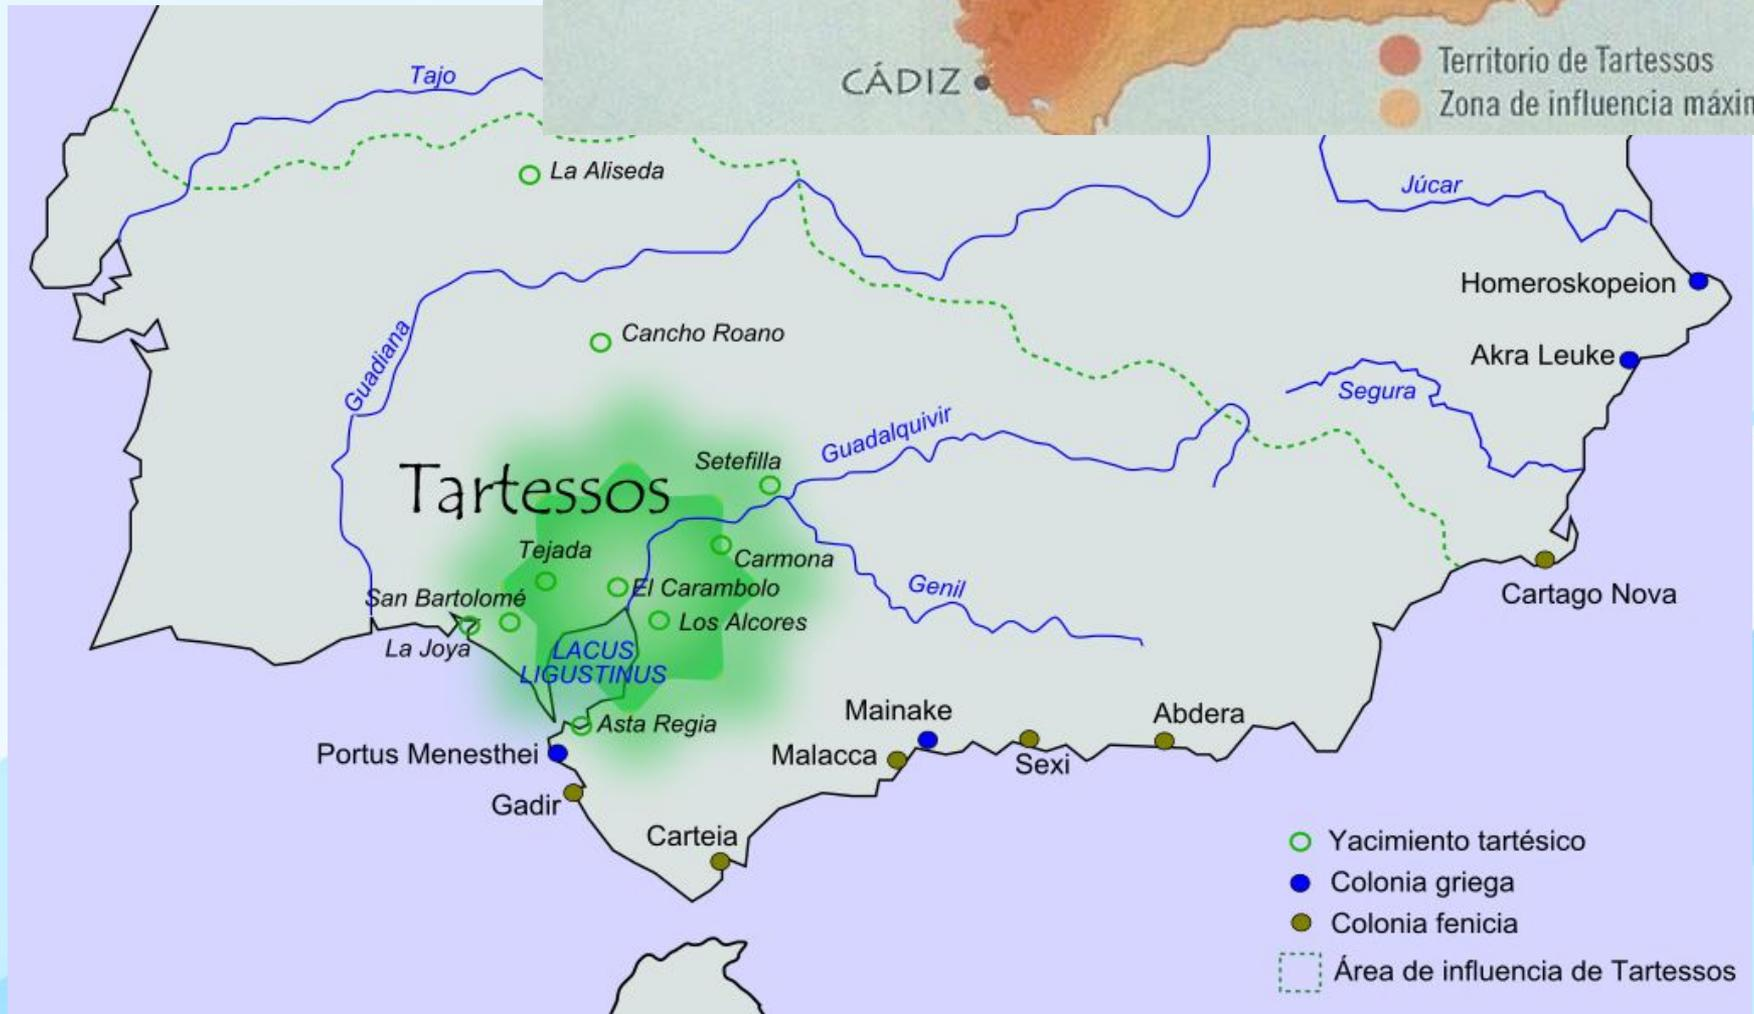 CÁDIZ
Territorio de Tartessos
Zona de influencia
Tajo
La Aliseda
Júcar
Homeroskopeion
Cancho Roano
Guadiana
Akra Leuke
Segura
Guadalquivir
Setefilla
Tartessos
Tejada
Carmona
El Carambolo
San Bartolomé
Genil
Cartago Nova
Los Alcores
La Joya
LACUS
LIGUSTINUS
Asta Regia
Mainake
Abdera
Portus Menesthei
Malacca
Sexi
Gadir
Carteia
Yacimiento tartésico
Colonia griega
Colonia fenicia
Área de influencia de Tartessos